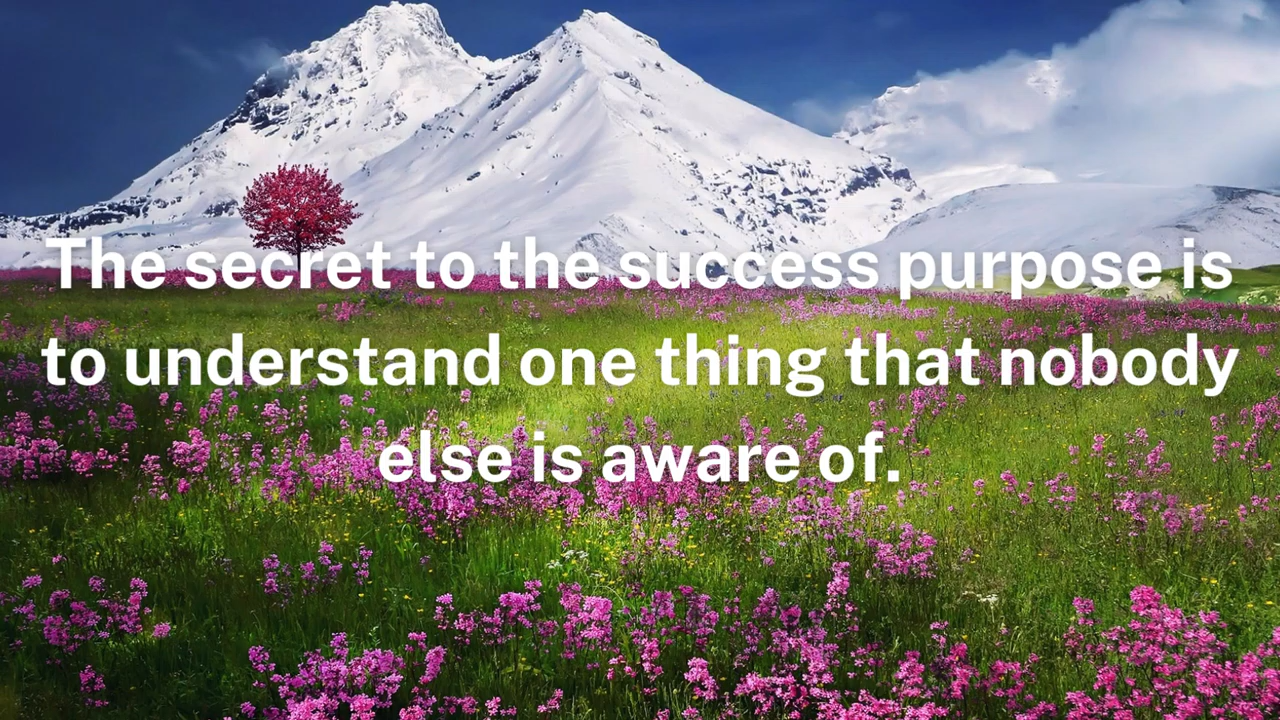 The secret to the success purpose is
to understand one thing that nobody
else is aware of.